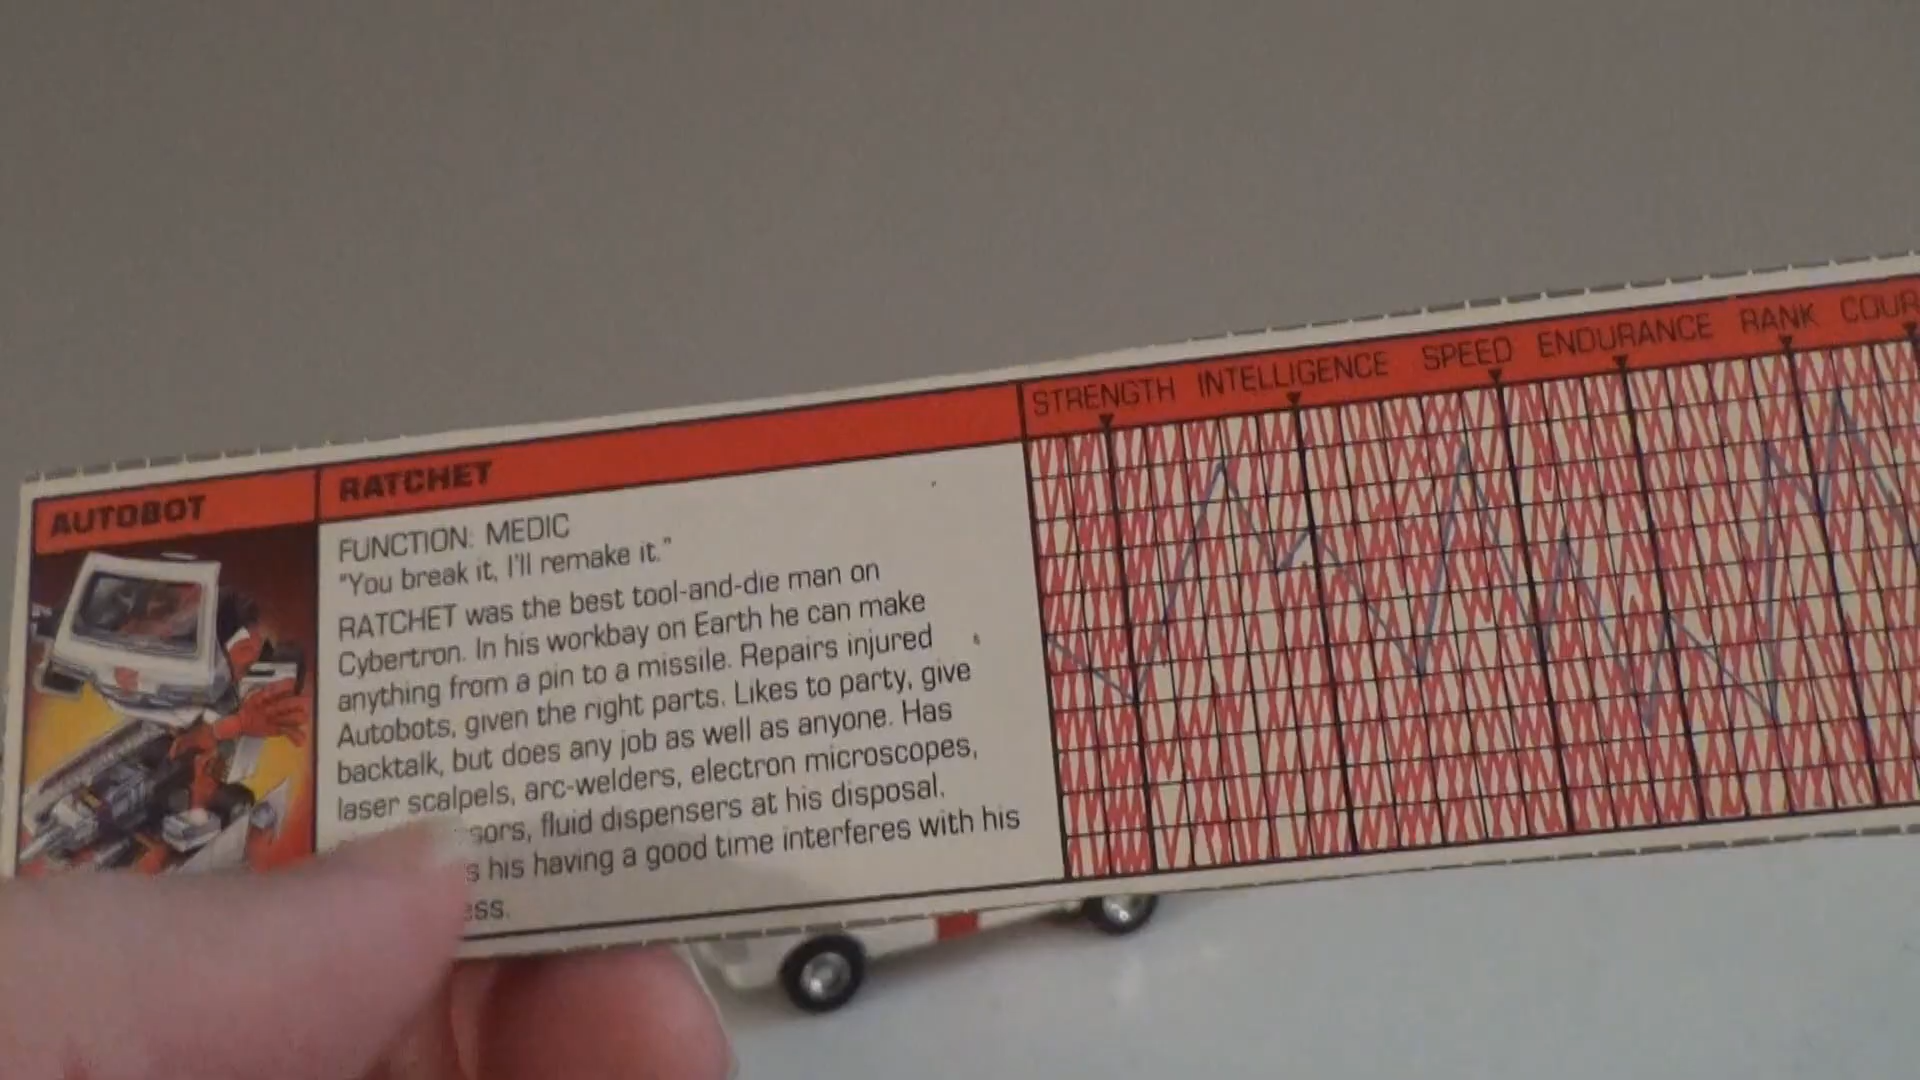 AUTOBOT
RATCHET
FUNCTION: MEDIC
"You break it, I'll remake it."
RATCHET was the best tool-and-die man on
Cybertron. In his workbay on Earth he can make
anything from a pin to a missile. Repairs injured
Autobots, given the right parts. Likes to party, give
backtalk, but does any job as well as anyone. Has
laser scalpels, arc-welders, electron microscopes,
sors, fluid dispensers at his disposal.
s his having a good time interferes with his
ess.
STRENGTH INTELLIGENCE SPEED ENDURANCE RANK COUR